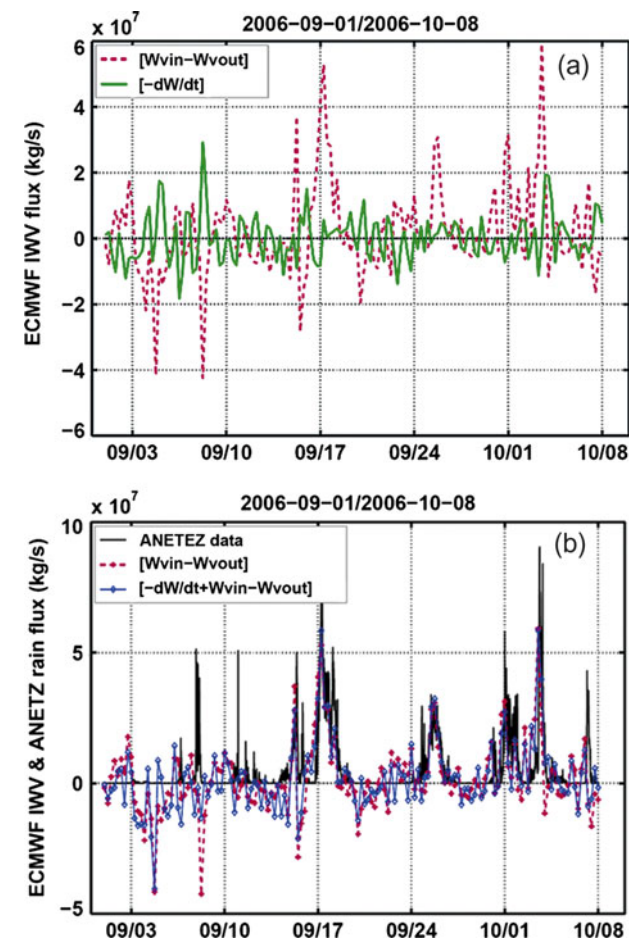 2006-09-01/2006-10-08
x 10^7
6
4
2
0
-2
-4
-6
ECMWF IWV flux (kg/s)
[Wvin-Wvout]
[-dW/dt]
(a)
09/03 09/10 09/17 09/24 10/01 10/08
2006-09-01/2006-10-08
x 10^7
10
5
0
-5
ECMWF IWV & ANETZ rain flux (kg/s)
ANETEZ data
[Wvin-Wvout]
[-dW/dt+Wvin-Wvout]
(b)
09/03 09/10 09/17 09/24 10/01 10/08